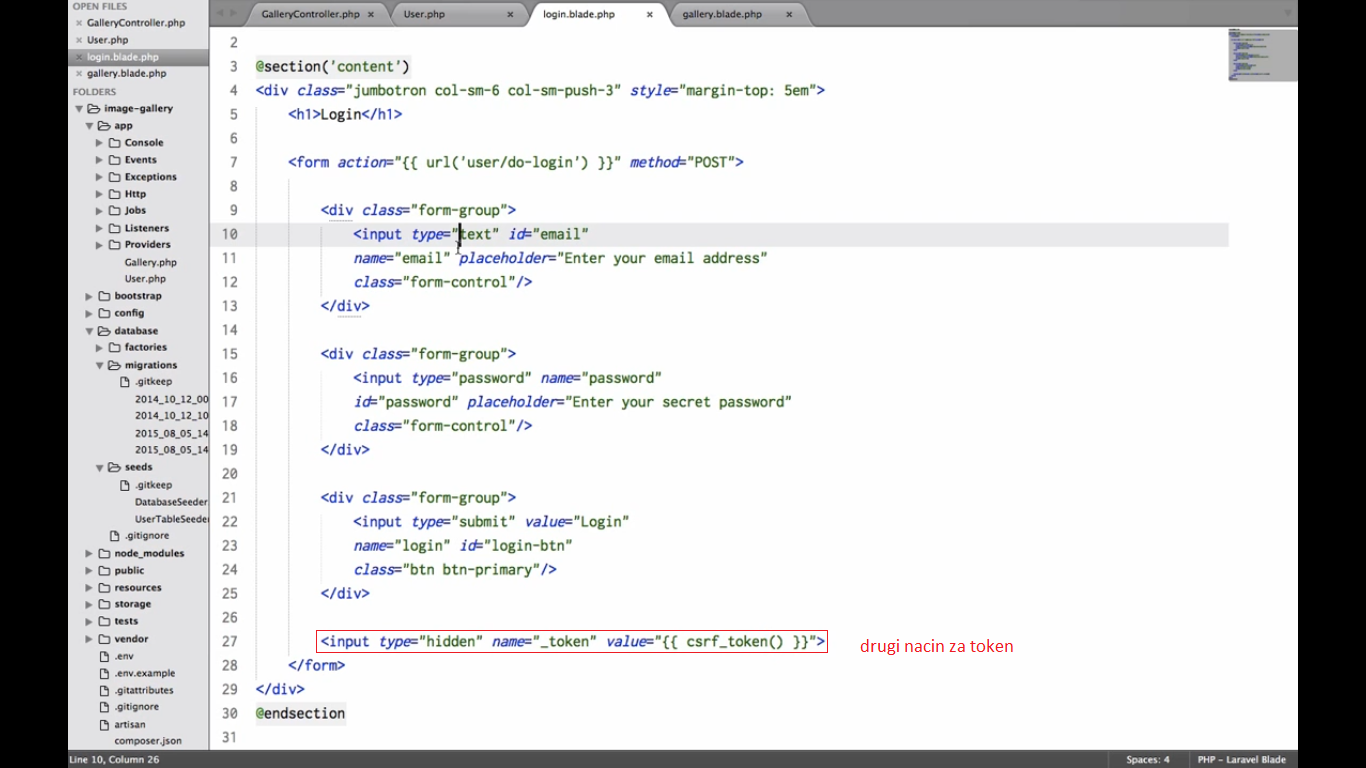 OPEN FILES
GalleryController.php
User.php
login.blade.php
gallery.blade.php
FOLDERS
image-gallery
app
Console
Events
Exceptions
Http
Jobs
Listeners
Providers
Gallery.php
User.php
bootstrap
config
database
factories
migrations
.gitkeep
2014_10_12_00
2014_10_12_10
2015_08_05_14
2015_08_05_14
seeds
.gitkeep
DatabaseSeeder
UserTableSeede
.gitignore
node_modules
public
resources
storage
tests
vendor
.env
.env.example
.gitattributes
.gitignore
artisan
composer.json
GalleryController.php × User.php × login.blade.php × gallery.blade.php ×
2
3 @section('content')
4 <div class="jumbotron col-sm-6 col-sm-push-3" style="margin-top: 5em">
5 <h1>Login</h1>
6
7 <form action="{{ url('user/do-login') }}" method="POST">
8
9 <div class="form-group">
10 <input type="text" id="email"
11 name="email" placeholder="Enter your email address"
12 class="form-control"/>
13 </div>
14
15 <div class="form-group">
16 <input type="password" name="password"
17 id="password" placeholder="Enter your secret password"
18 class="form-control"/>
19 </div>
20
21 <div class="form-group">
22 <input type="submit" value="Login"
23 name="login" id="login-btn"
24 class="btn btn-primary"/>
25 </div>
26
27 <input type="hidden" name="_token" value="{{ csrf_token() }}"> drugi nacin za token
28 </form>
29 </div>
30 @endsection
31
Line 10, Column 26 Spaces: 4 PHP - Laravel Blade